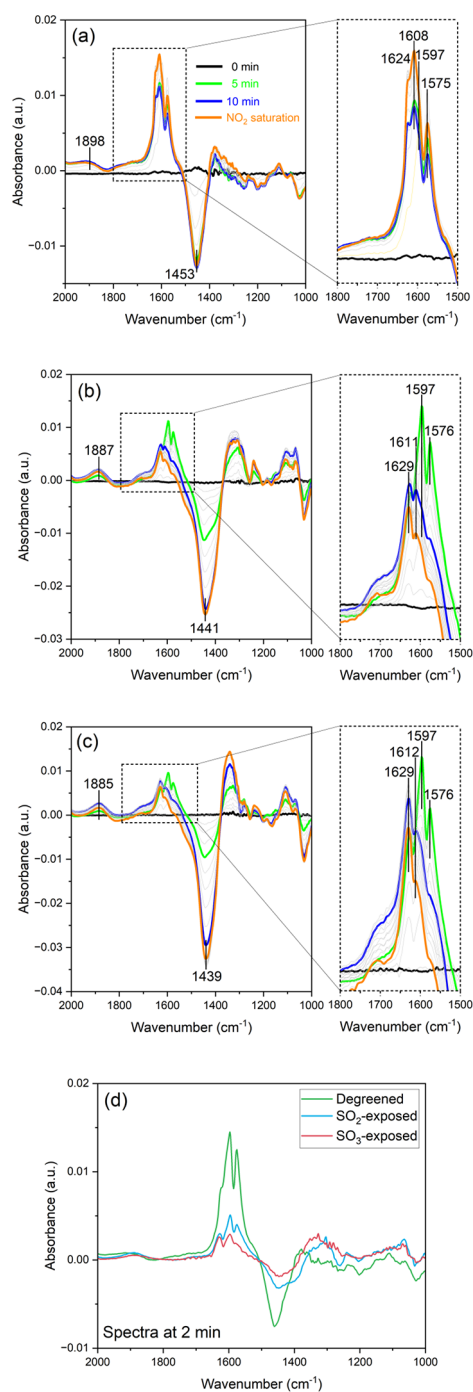 (a)
1608
1624
1597
1575
0 min
5 min
10 min
NO₂ saturation
1898
1453
0.02
0.01
0.00
−0.01
Absorbance (a.u.)
2000 1800 1600 1400 1200 1000
1800 1700 1600 1500
Wavenumber (cm⁻¹)
Wavenumber (cm⁻¹)
(b)
1597
1611
1576
1629
1887
1441
0.02
0.01
0.00
−0.01
−0.02
−0.03
Absorbance (a.u.)
2000 1800 1600 1400 1200 1000
1800 1700 1600 1500
Wavenumber (cm⁻¹)
Wavenumber (cm⁻¹)
(c)
1597
1612
1629
1576
1885
1439
0.02
0.01
0.00
−0.01
−0.02
−0.03
−0.04
Absorbance (a.u.)
2000 1800 1600 1400 1200 1000
1800 1700 1600 1500
Wavenumber (cm⁻¹)
Wavenumber (cm⁻¹)
(d)
Degreened
SO₂-exposed
SO₃-exposed
0.02
0.01
0.00
−0.01
Absorbance (a.u.)
Spectra at 2 min
2000 1800 1600 1400 1200 1000
Wavenumber (cm⁻¹)